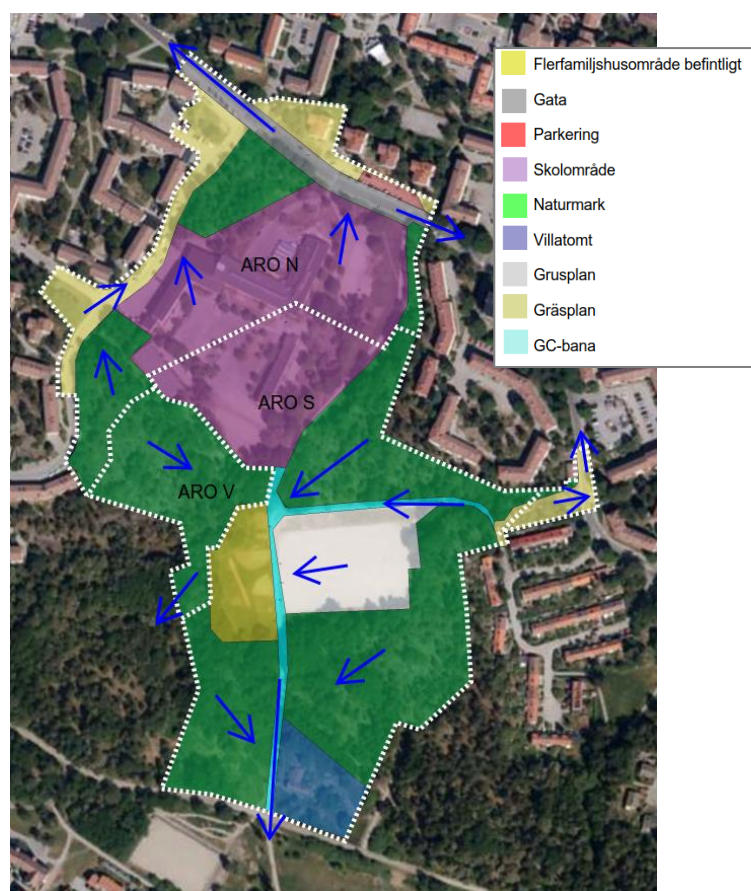 Flerfamiljshusområde befintligt
Gata
Parkering
Skolområde
Naturmark
Villatomt
Grusplan
Gräsplan
GC-bana
ARO N
ARO S
ARO V